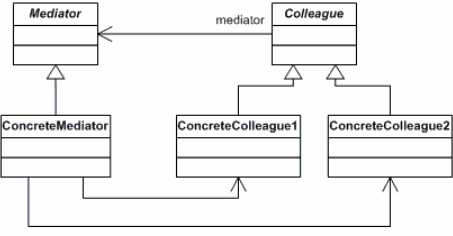 Mediator
Colleague
mediator
ConcreteMediator
ConcreteColleague1
ConcreteColleague2